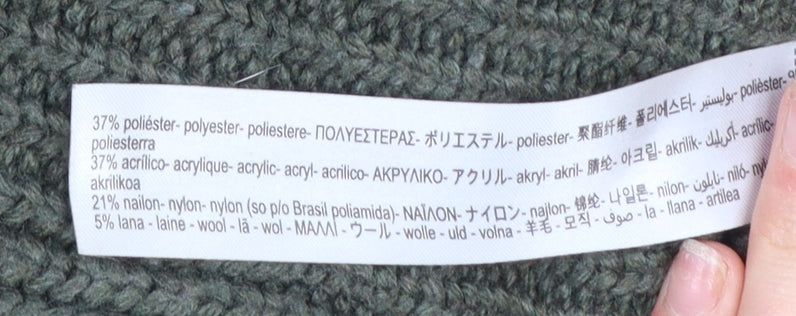 37% poliéster- polyester- poliestere- ΠΟΛΥΕΣΤΕΡΑΣ- ポリエステル- poliester- 聚酯纤维- 폴리에스터- بوليستير- polièster-
poliesterra
37% acrílico- acrylique- acrylic- acryl- acrilico- ΑΚΡΥΛΙΚΟ- アクリル- akryl- akril- 腈纶- 아크릴- akrilik- أكريليك- acrílic-
akrilikoa
21% nailon- nylon- nylon (so p/o Brasil poliamida)- ΝΑΪΛΟΝ- ナイロン- najlon- 锦纶- 나일론- nilon- نايلون- niló-
5% lana - laine - wool - lã - wol - ΜΑΛΛΙ - ウール - wolle - uld - volna - 羊毛 - 모직 - صوف - la - llana - artilea